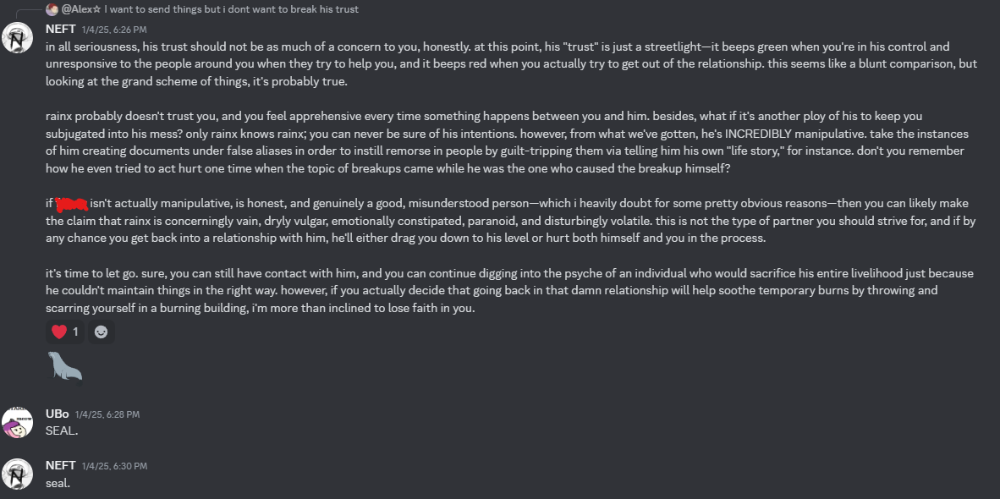 @Alex☆ I want to send things but i dont want to break his trust
NEFT 1/4/25, 6:26 PM
in all seriousness, his trust should not be as much of a concern to you, honestly. at this point, his "trust" is just a streetlight—it beeps green when you're in his control and
unresponsive to the people around you when they try to help you, and it beeps red when you actually try to get out of the relationship. this seems like a blunt comparison, but
looking at the grand scheme of things, it's probably true.
rainx probably doesn't trust you, and you feel apprehensive every time something happens between you and him. besides, what if it's another ploy of his to keep you
subjugated into his mess? only rainx knows rainx; you can never be sure of his intentions. however, from what we've gotten, he's INCREDIBLY manipulative. take the instances
of him creating documents under false aliases in order to instill remorse in people by guilt-tripping them via telling him his own "life story," for instance. don't you remember
how he even tried to act hurt one time when the topic of breakups came while he was the one who caused the breakup himself?
if isn't actually manipulative, is honest, and genuinely a good, misunderstood person—which i heavily doubt for some pretty obvious reasons—then you can likely make
the claim that rainx is concerningly vain, dryly vulgar, emotionally constipated, paranoid, and disturbingly volatile. this is not the type of partner you should strive for, and if by
any chance you get back into a relationship with him, he'll either drag you down to his level or hurt both himself and you in the process.
it's time to let go. sure, you can still have contact with him, and you can continue digging into the psyche of an individual who would sacrifice his entire livelihood just because
he couldn't maintain things in the right way. however, if you actually decide that going back in that damn relationship will help soothe temporary burns by throwing and
scarring yourself in a burning building, i'm more than inclined to lose faith in you.
1
UBo 1/4/25, 6:28 PM
SEAL.
NEFT 1/4/25, 6:30 PM
seal.